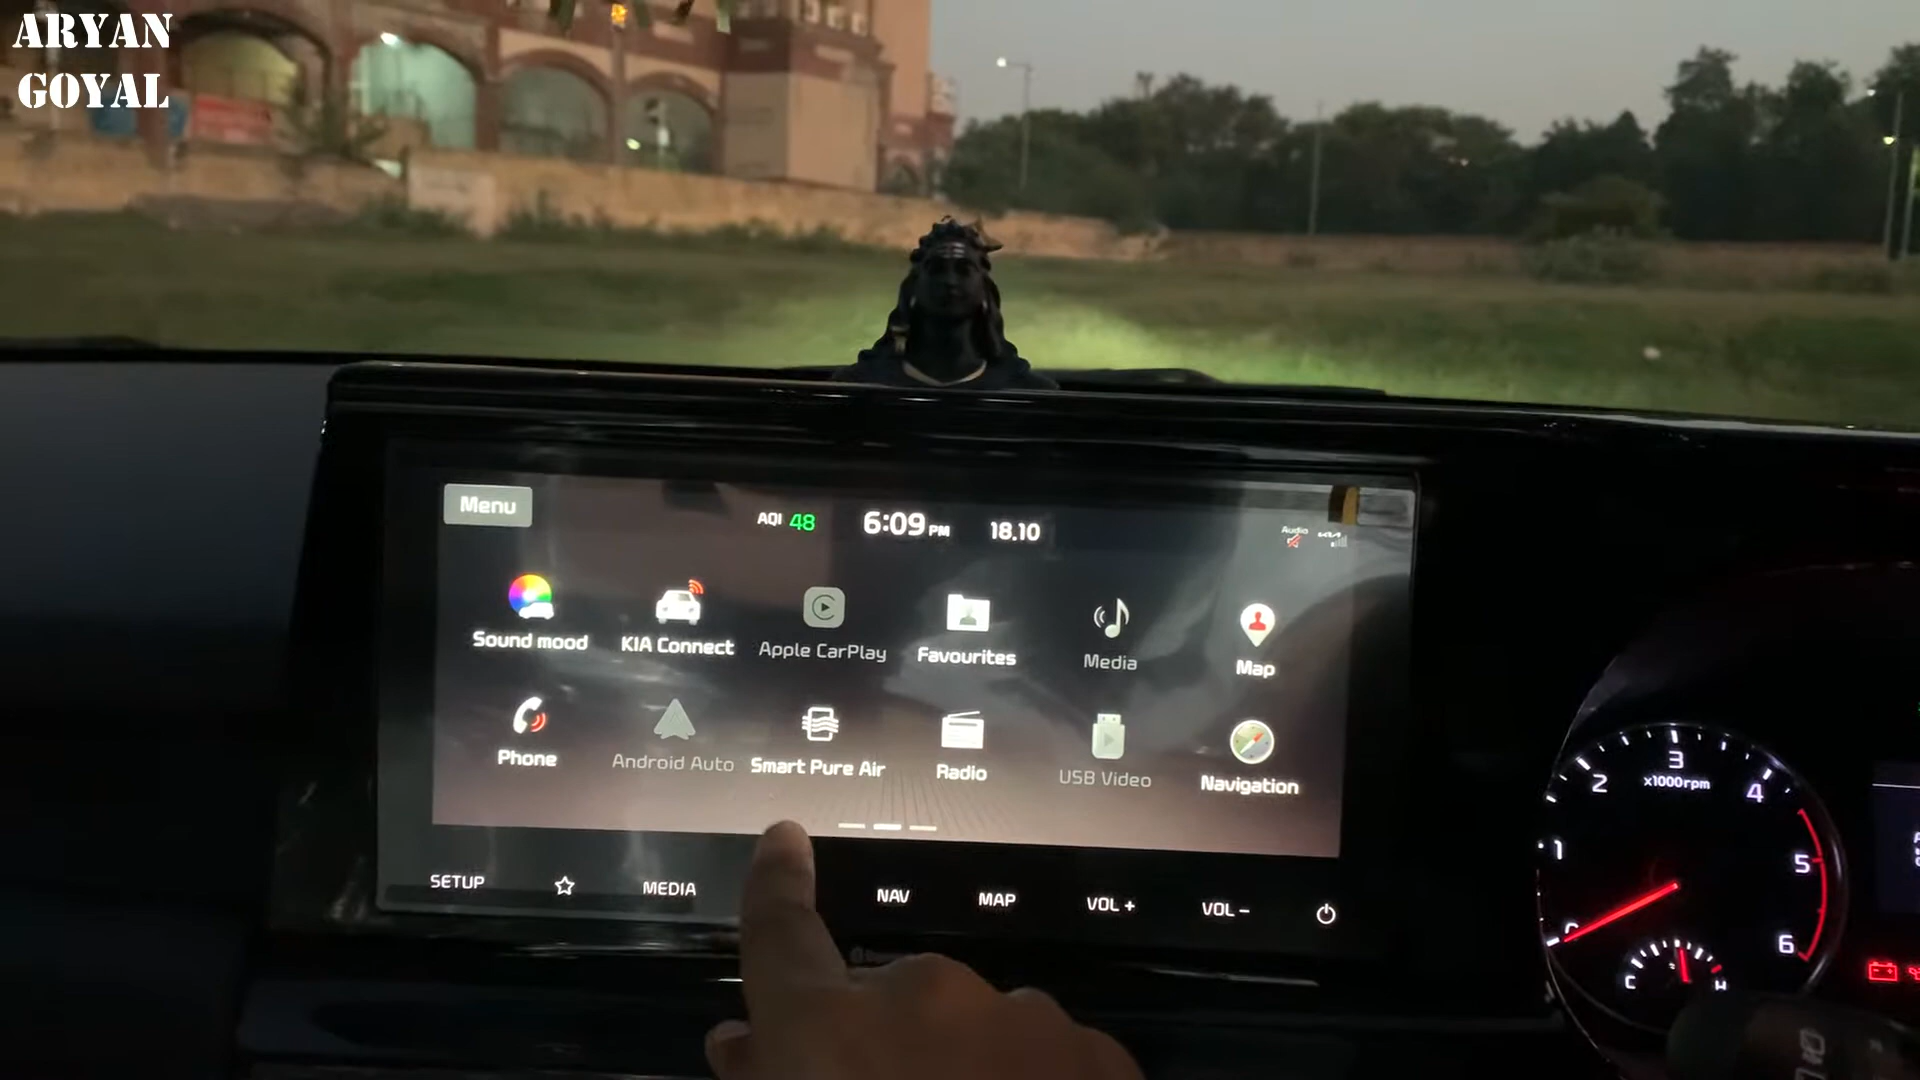 ARYAN
GOYAL
Menu
AQI 48
6:09 PM
18.10
Audio
KIA
Sound mood
KIA Connect
Apple CarPlay
Favourites
Media
Map
Phone
Android Auto
Smart Pure Air
Radio
USB Video
Navigation
SETUP
MEDIA
NAV
MAP
VOL +
VOL -
0
1
2
3
4
5
6
x1000rpm
C
H